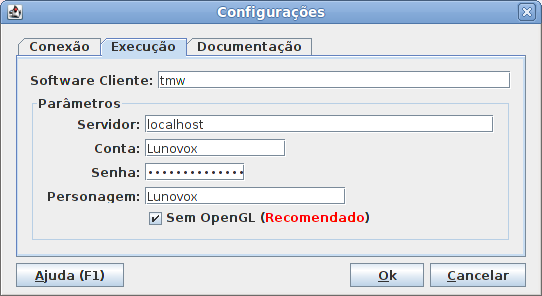 Configurações
Conexão Execução Documentação
Software Cliente: tmw
Parâmetros
Servidor: localhost
Conta: Lunovox
Senha: ••••••••••••••
Personagem: Lunovox
Sem OpenGL (Recomendado)
Ajuda (F1) Ok Cancelar